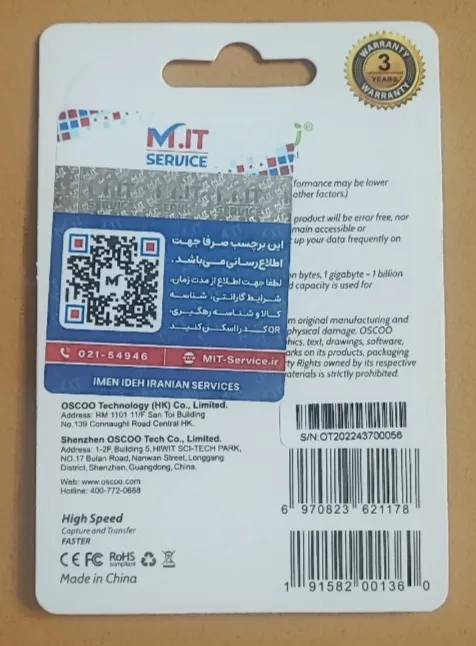 WARRANTY
3
YEARS
WARRANTY
M.IT
SERVICE
®
formance may be lower
other factors.)
product will be error free, nor
main accessible or
up your data frequently on
n bytes, 1 gigabyte = 1 billion
d capacity is used for
m original manufacturing and
physical damage. OSCOO
hics, text, drawings, software,
arks on its products, packaging
ty Rights owned by its respective
aterials is strictly prohibited.
M.IT M.IT M.IT
SERVICE SERVICE SERVICE
این برچسب صرفا جهت
اطلاع رسانی می باشد.
لطفا جهت اطلاع از مدت زمان،
شرایط گارانتی، شناسه
کالا و شناسه رهگیری،
QR کد را اسکن کنید.
021-54946
MIT-Service.ir
IMEN IDEH IRANIAN SERVICES
OSCOO Technology (HK) Co., Limited.
Address: RM 1101 11/F San Toi Building
No.139 Connaught Road Central HK.
Shenzhen OSCOO Tech Co., Limited.
Address: 1-2F, Building 5, HIWIT SCI-TECH PARK,
NO.17 Bulan Road, Nanwan Street, Longgang
District, Shenzhen, Guangdong, China.
Web: www.oscoo.com
Hotline: 400-772-0688
S/N:OT202243700056
6 970823 621178
High Speed
Capture and Transfer
FASTER
CE FC RoHS
compliant
Made in China
1 91582 00136 0